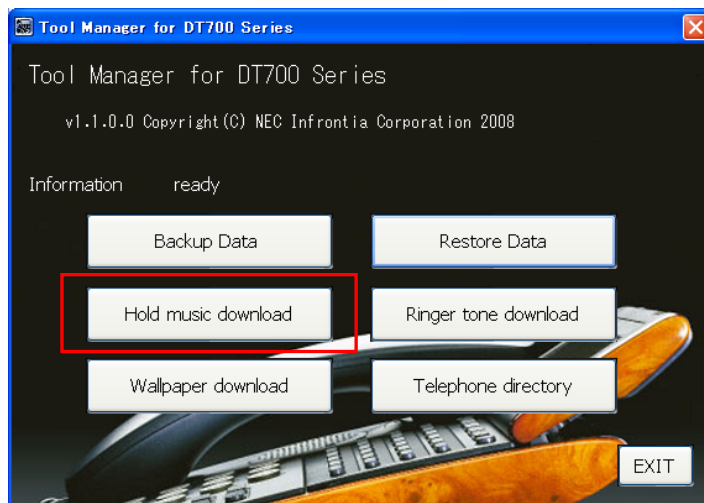 Tool Manager for DT700 Series
Tool Manager for DT700 Series
v1.1.0.0 Copyright(C) NEC Infrontia Corporation 2008
Information ready
Backup Data Restore Data
Hold music download Ringer tone download
Wallpaper download Telephone directory
EXIT